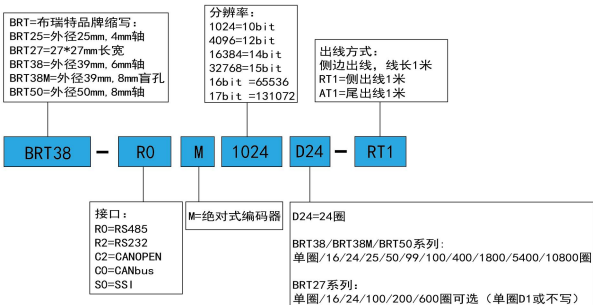 BRT=布瑞特品牌缩写:
BRT25=外径25mm,4mm轴
BRT27=27*27mm长宽
BRT38=外径39mm,6mm轴
BRT38M=外径39mm,8mm盲孔
BRT50=外径50mm,8mm轴
分辨率:
1024=10bit
4096=12bit
16384=14bit
32768=15bit
16bit =65536
17bit =131072
出线方式:
侧边出线, 线长1米
RT1=侧出线1米
AT1=尾出线1米
BRT38 - R0 M 1024 D24 - RT1
接口:
R0=RS485
R2=RS232
C2=CANOPEN
C0=CANbus
S0=SSI
M=绝对式编码器
D24=24圈
BRT38/BRT38M/BRT50系列:
单圈/16/24/25/50/99/100/400/1800/5400/10800圈
BRT27系列:
单圈/16/24/100/200/600圈可选 (单圈D1或不写)